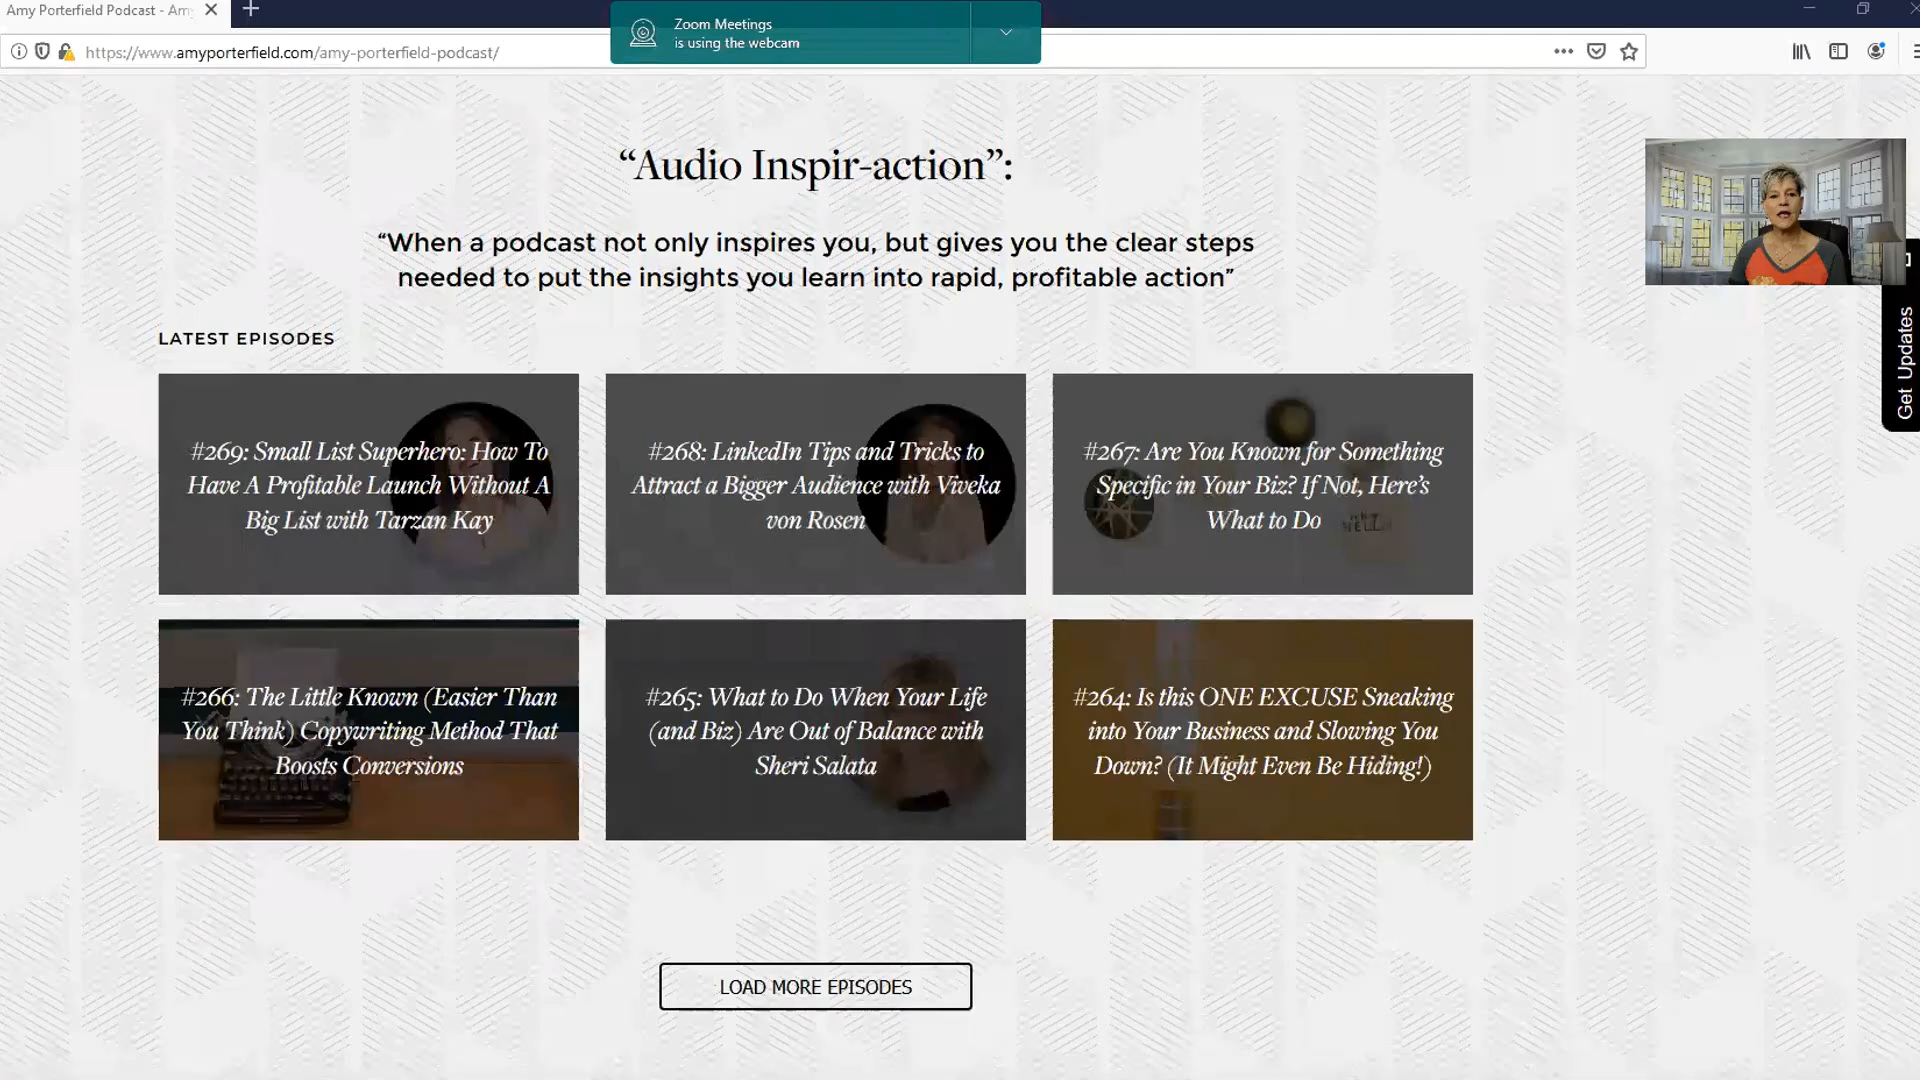 Amy Porterfield Podcast - Am
Zoom Meetings
is using the webcam
https://www.amyporterfield.com/amy-porterfield-podcast/
“Audio Inspir-action”:
“When a podcast not only inspires you, but gives you the clear steps
needed to put the insights you learn into rapid, profitable action”
Get Updates
LATEST EPISODES
#269: Small List Superhero: How To
Have A Profitable Launch Without A
Big List with Tarzan Kay
#268: LinkedIn Tips and Tricks to
Attract a Bigger Audience with Viveka
von Rosen
#267: Are You Known for Something
Specific in Your Biz? If Not, Here’s
What to Do
#266: The Little Known (Easier Than
You Think) Copywriting Method That
Boosts Conversions
#265: What to Do When Your Life
(and Biz) Are Out of Balance with
Sheri Salata
#264: Is this ONE EXCUSE Sneaking
into Your Business and Slowing You
Down? (It Might Even Be Hiding!)
LOAD MORE EPISODES